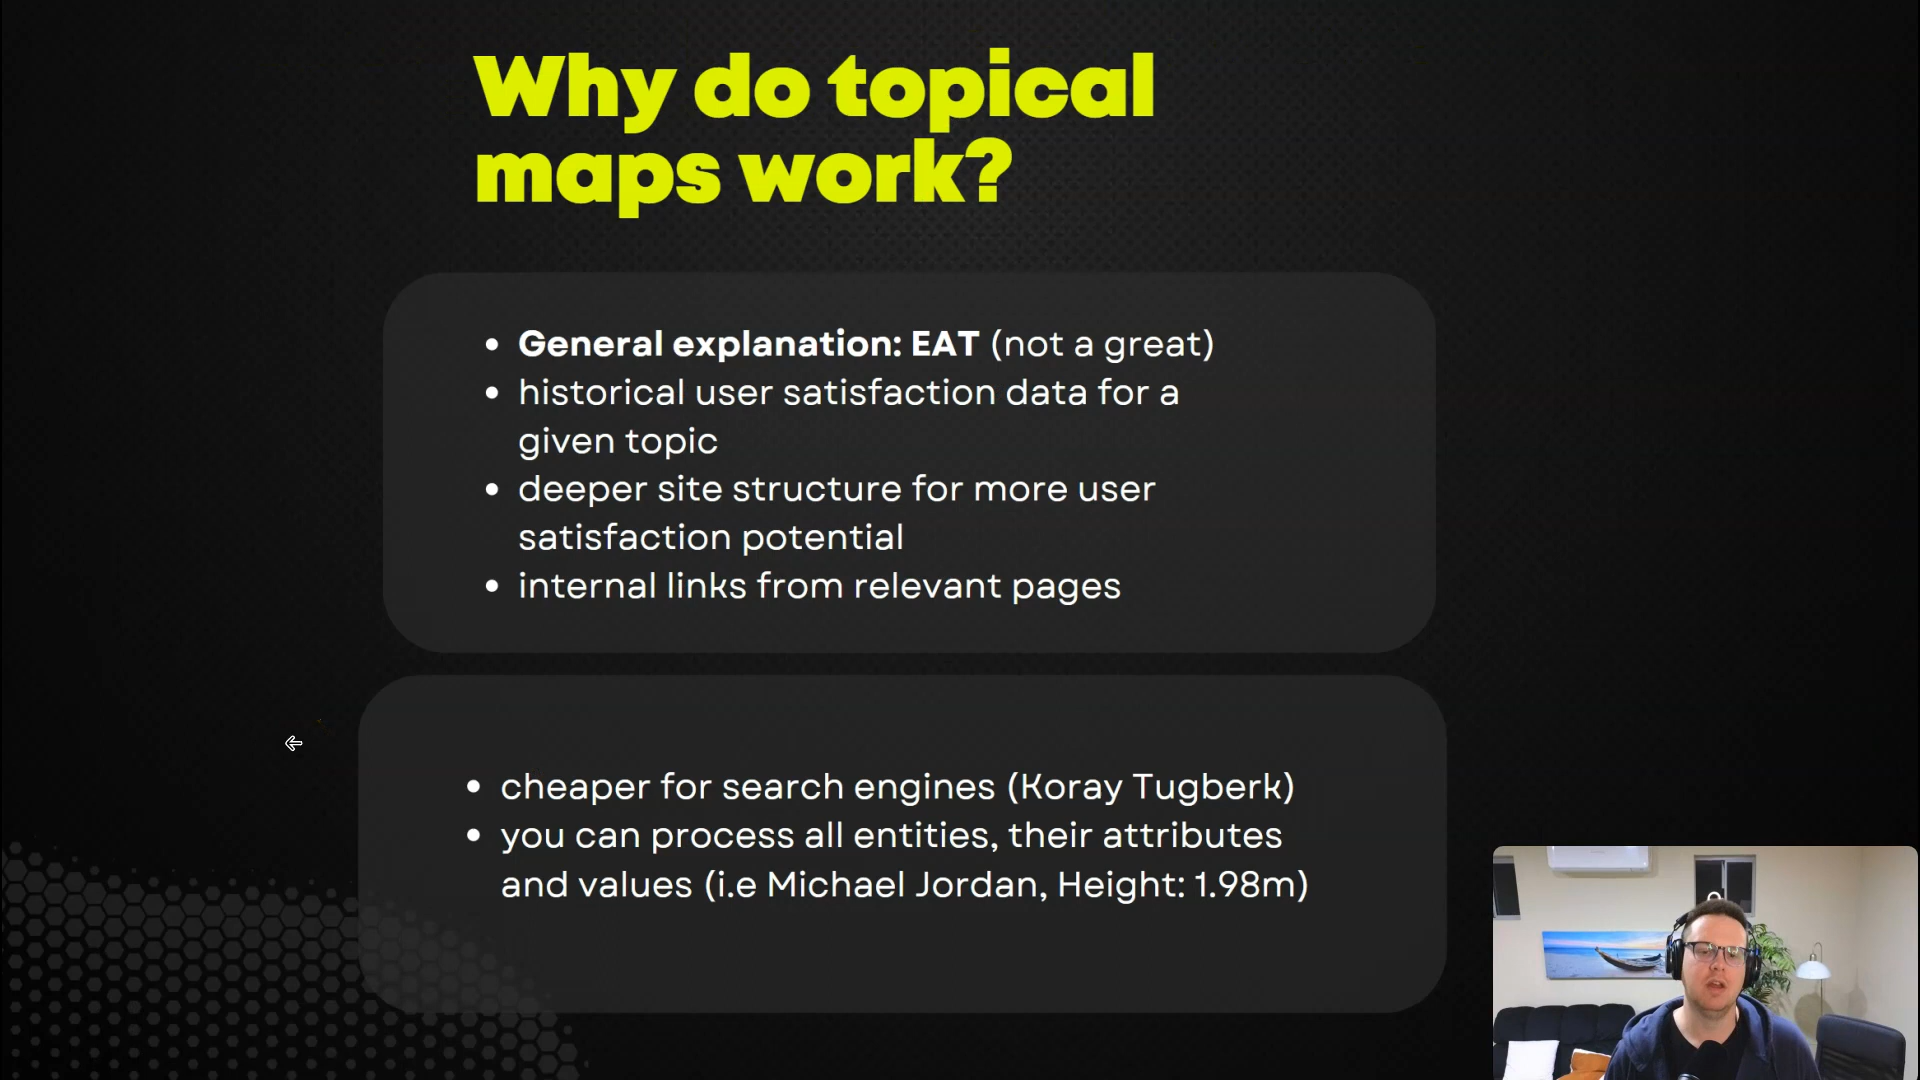 Why do topical
maps work?
General explanation: EAT (not a great)
historical user satisfaction data for a
given topic
deeper site structure for more user
satisfaction potential
internal links from relevant pages
cheaper for search engines (Koray Tugberk)
you can process all entities, their attributes
and values (i.e Michael Jordan, Height: 1.98m)